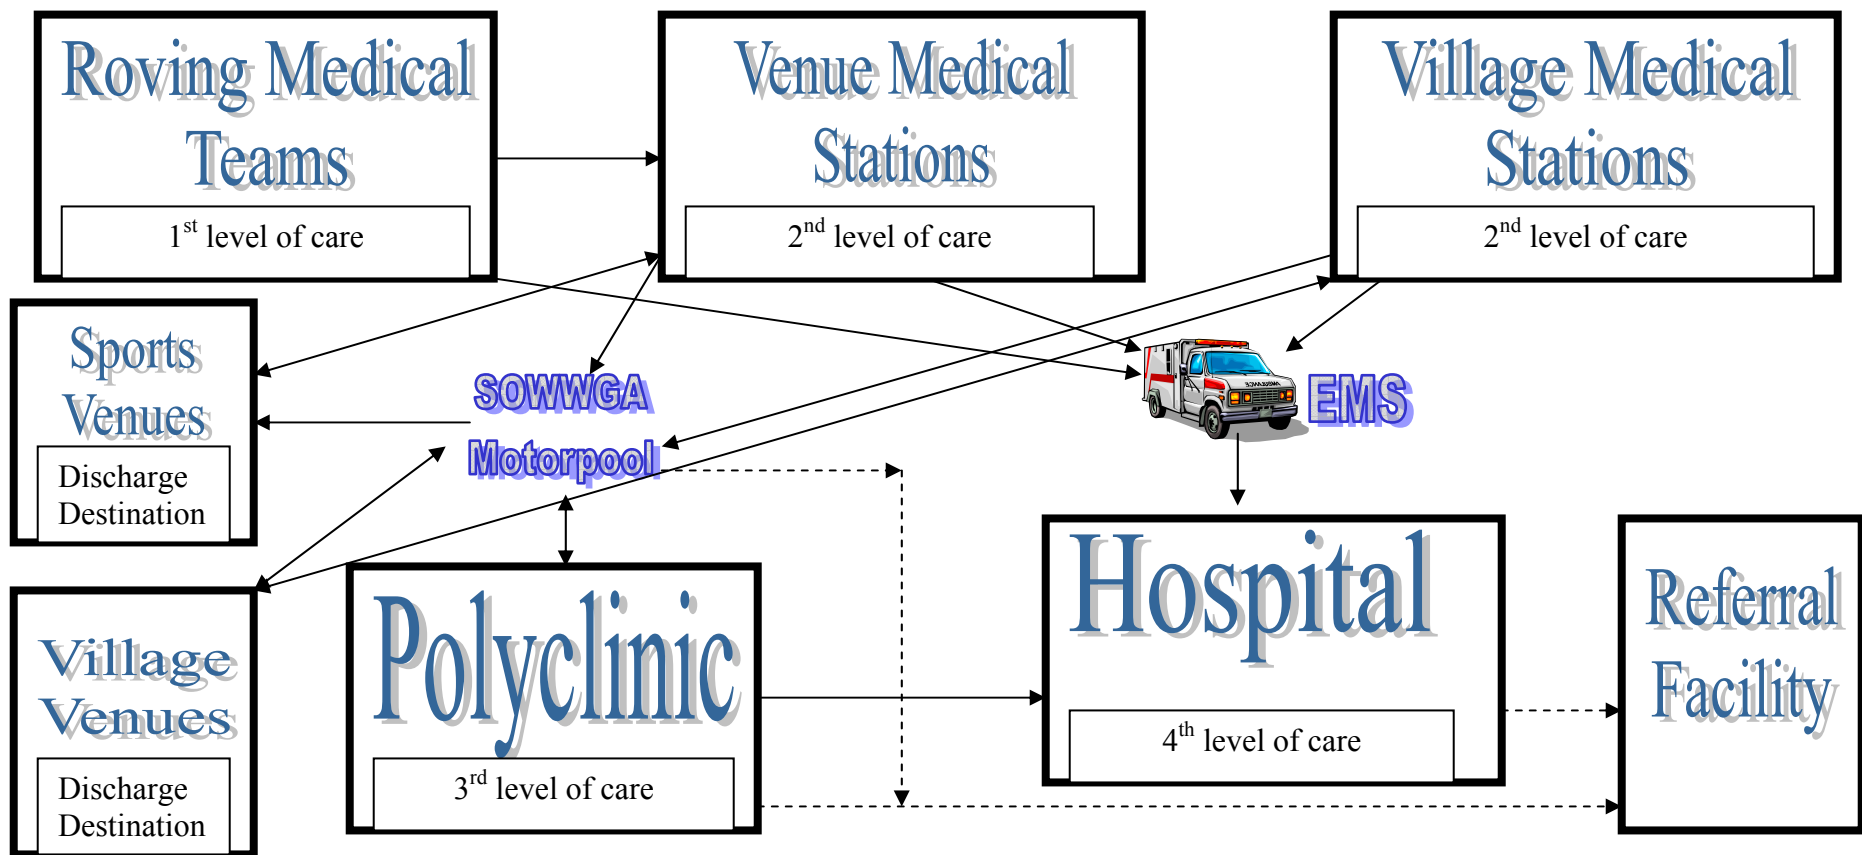 Roving Medical
Teams
1st level of care
Venue Medical
Stations
2nd level of care
Village Medical
Stations
2nd level of care
Sports
Venues
Discharge
Destination
SOWWGA
Motorpool
EMS
Village
Venues
Discharge
Destination
Polyclinic
3rd level of care
Hospital
4th level of care
Referral
Facility